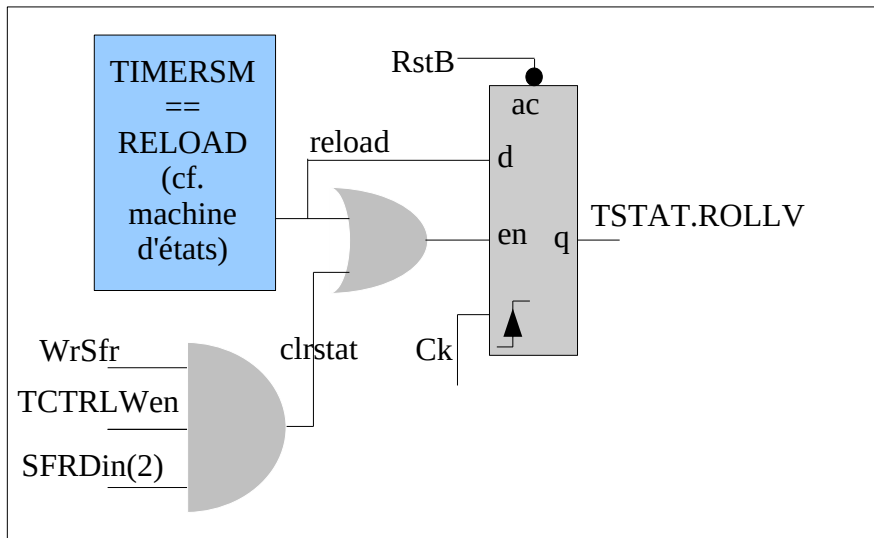 TIMERSM
==
RELOAD
(cf.
machine
d'états)
RstB
ac
reload
d
en
q
TSTAT.ROLLV
Ck
clrstat
WrSfr
TCTRLWen
SFRDin(2)